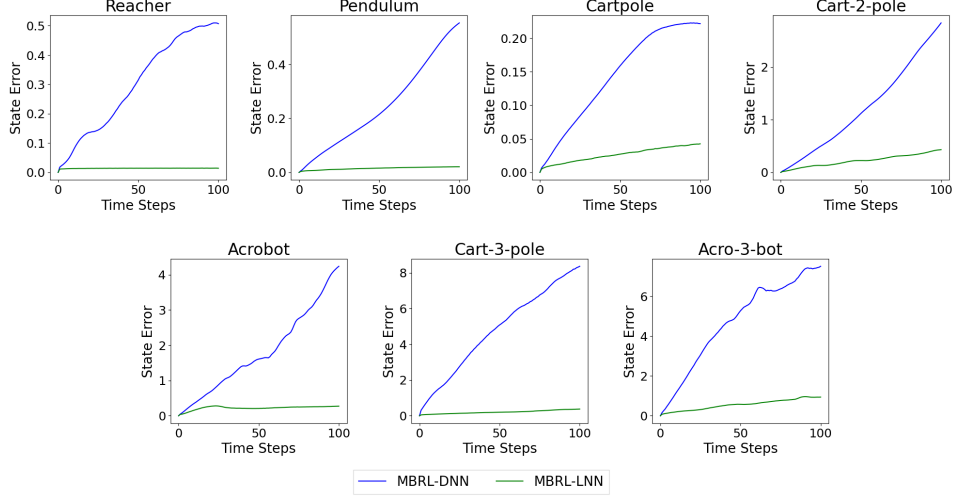 Reacher
Pendulum
Cartpole
Cart-2-pole
State Error
0.5
0.4
0.3
0.2
0.1
0.0
0 50 100
Time Steps
State Error
0.4
0.2
0.0
0 50 100
Time Steps
State Error
0.20
0.15
0.10
0.05
0.00
0 50 100
Time Steps
State Error
2
1
0
0 50 100
Time Steps
Acrobot
Cart-3-pole
Acro-3-bot
State Error
4
3
2
1
0
0 50 100
Time Steps
State Error
8
6
4
2
0
0 50 100
Time Steps
State Error
6
4
2
0
0 50 100
Time Steps
MBRL-DNN MBRL-LNN